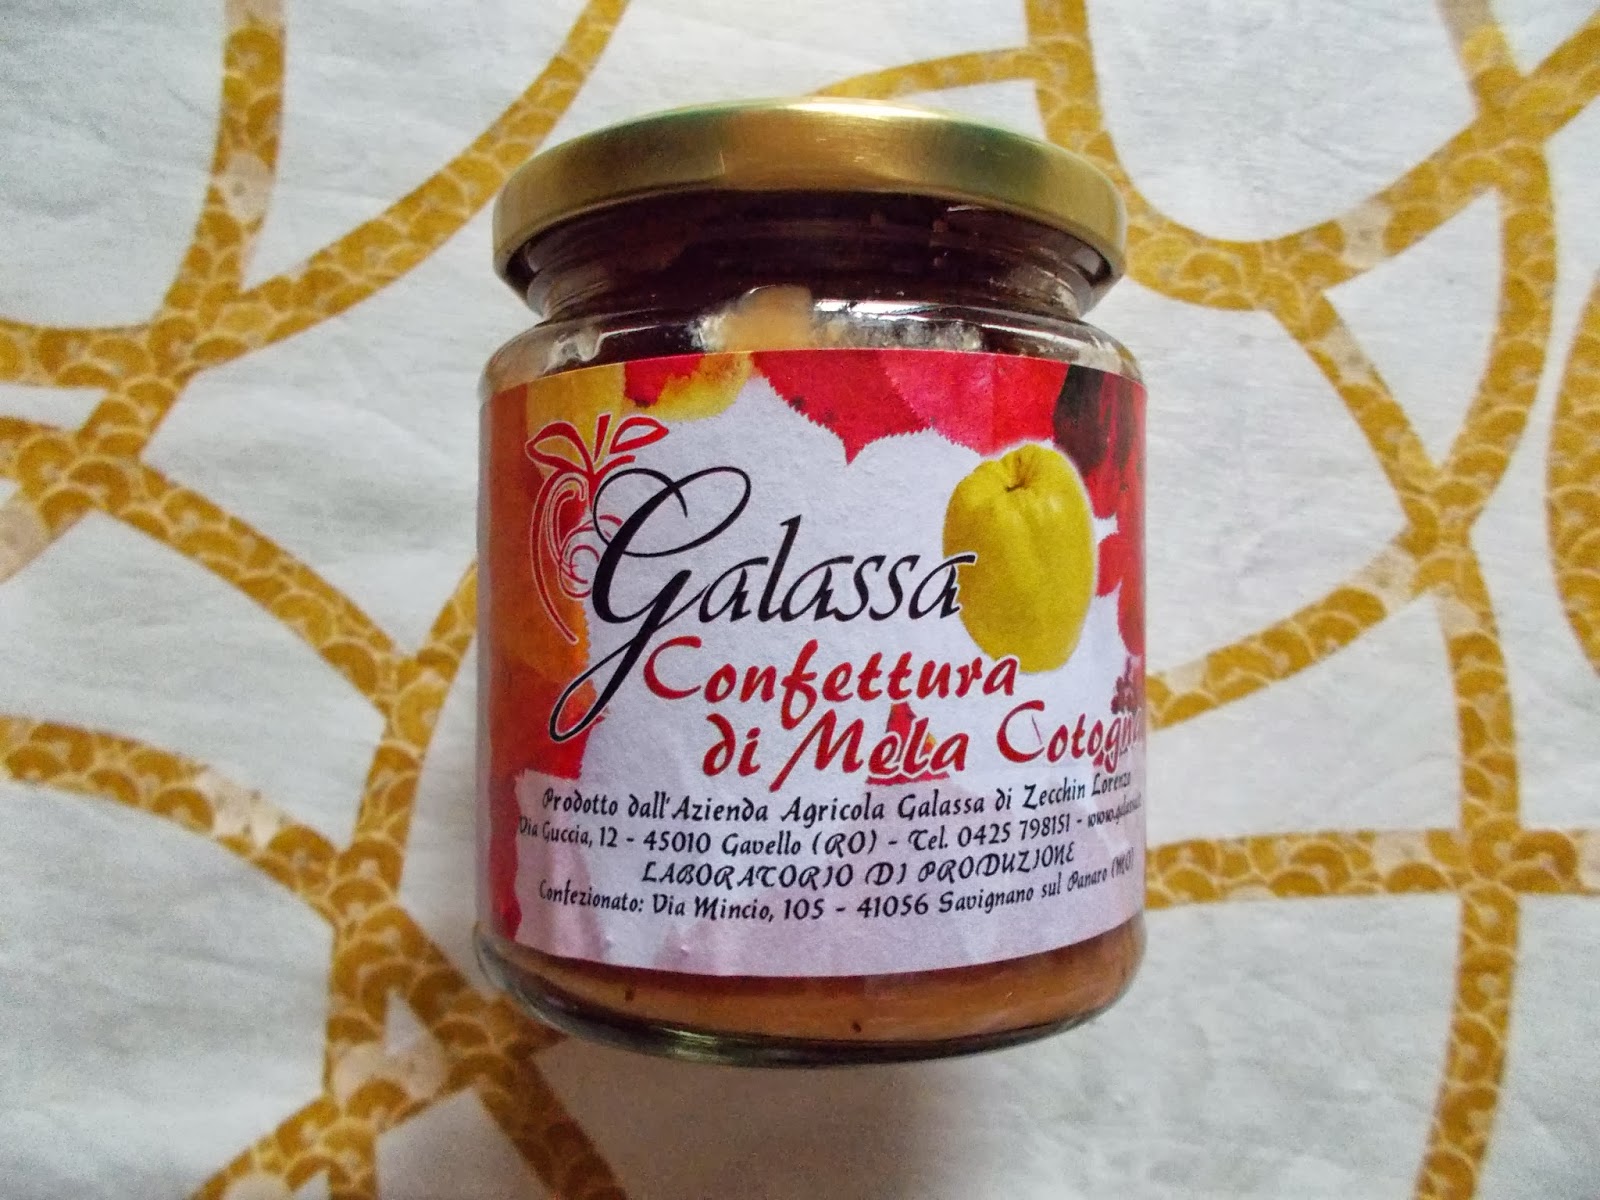 Galassa
Confettura
di Mela Cotogna
Prodotto dall'Azienda Agricola Galassa di Zecchin Lorenzo
Via Guccia, 12 - 45010 Gavello (RO) - Tel. 0425 798151 -
LABORATORIO DI PRODUZIONE
Confezionato: Via Mincio, 105 - 41056 Savignano sul Panaro (MO)